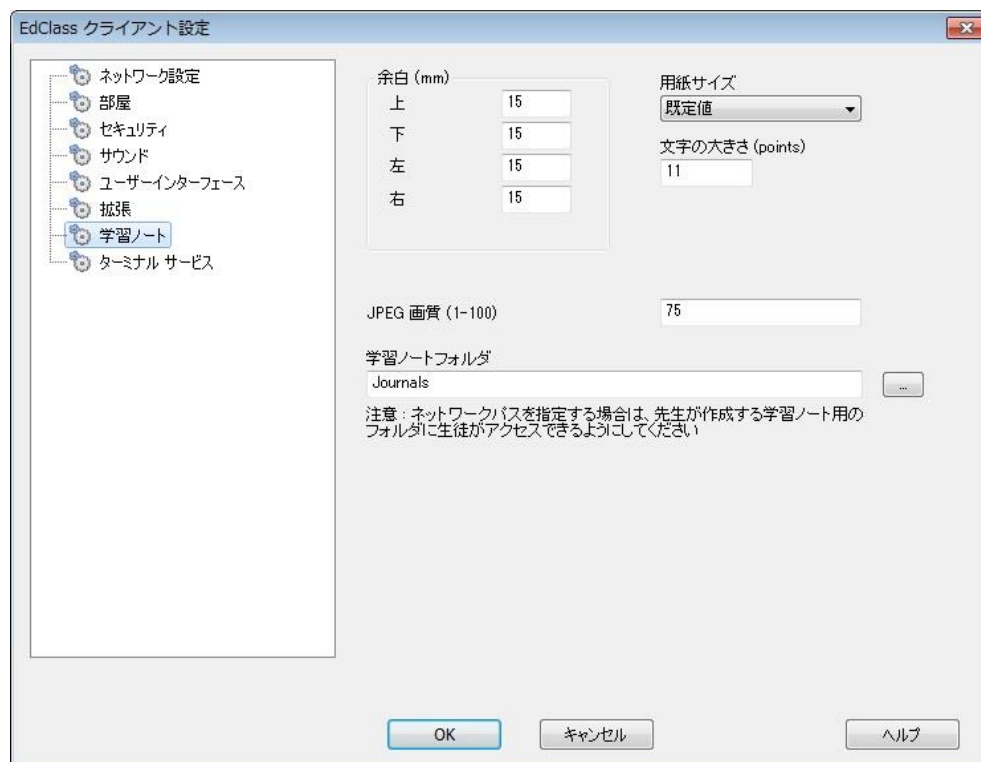 EdClass クライアント設定
ネットワーク設定
部屋
セキュリティ
サウンド
ユーザーインターフェース
拡張
学習ノート
ターミナル サービス
余白 (mm)
上 15
下 15
左 15
右 15
用紙サイズ
既定値
文字の大きさ (points)
11
JPEG 画質 (1-100) 75
学習ノートフォルダ
Journals
...
注意 : ネットワークパスを指定する場合は、先生が作成する学習ノート用の
フォルダに生徒がアクセスできるようにしてください
OK キャンセル ヘルプ